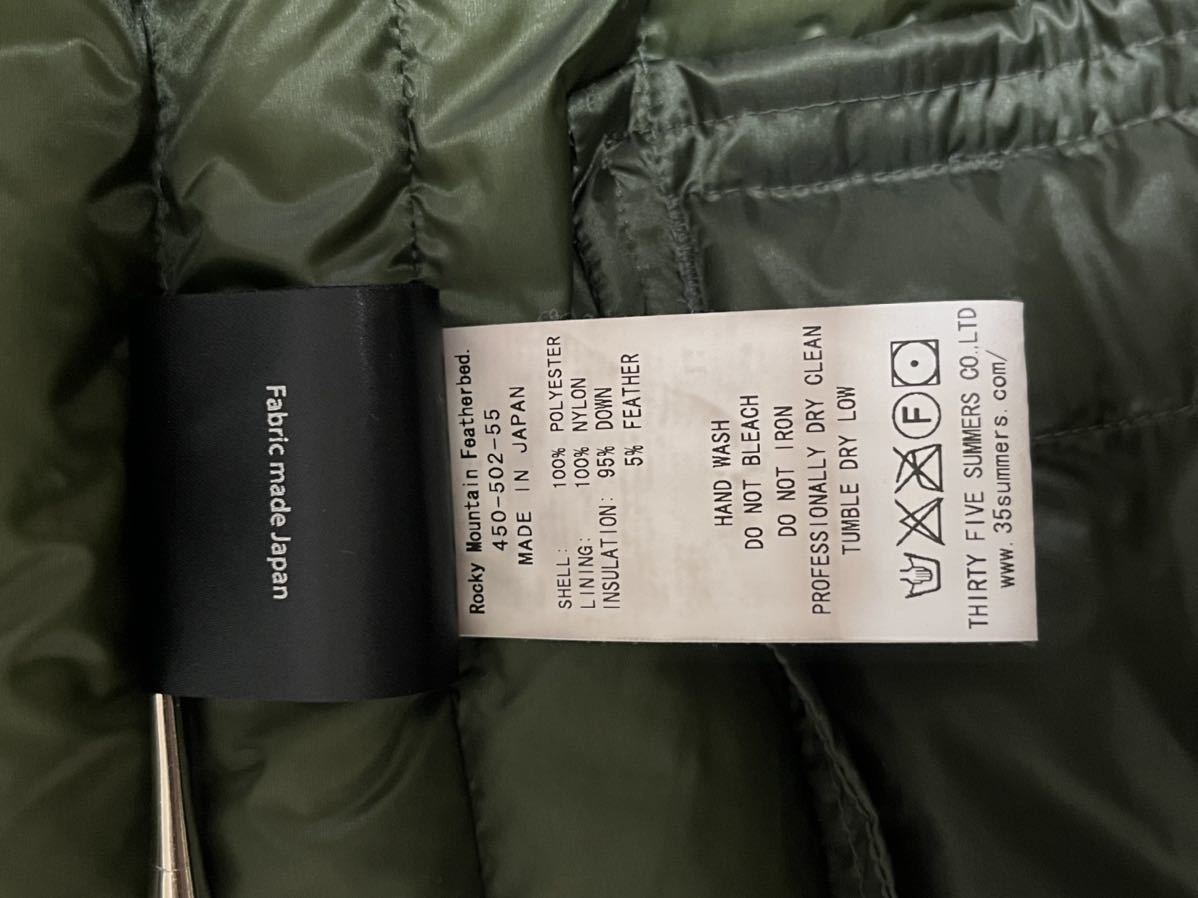 Fabric made Japan
Rocky Mountain Featherbed.
450-502-55
MADE IN JAPAN
SHELL: 100% POLYESTER
LINING: 100% NYLON
INSULATION: 95% DOWN
5% FEATHER
HAND WASH
DO NOT BLEACH
DO NOT IRON
PROFESSIONALLY DRY CLEAN
TUMBLE DRY LOW
F
THIRTY FIVE SUMMERS CO.,LTD
www.35summers.com/